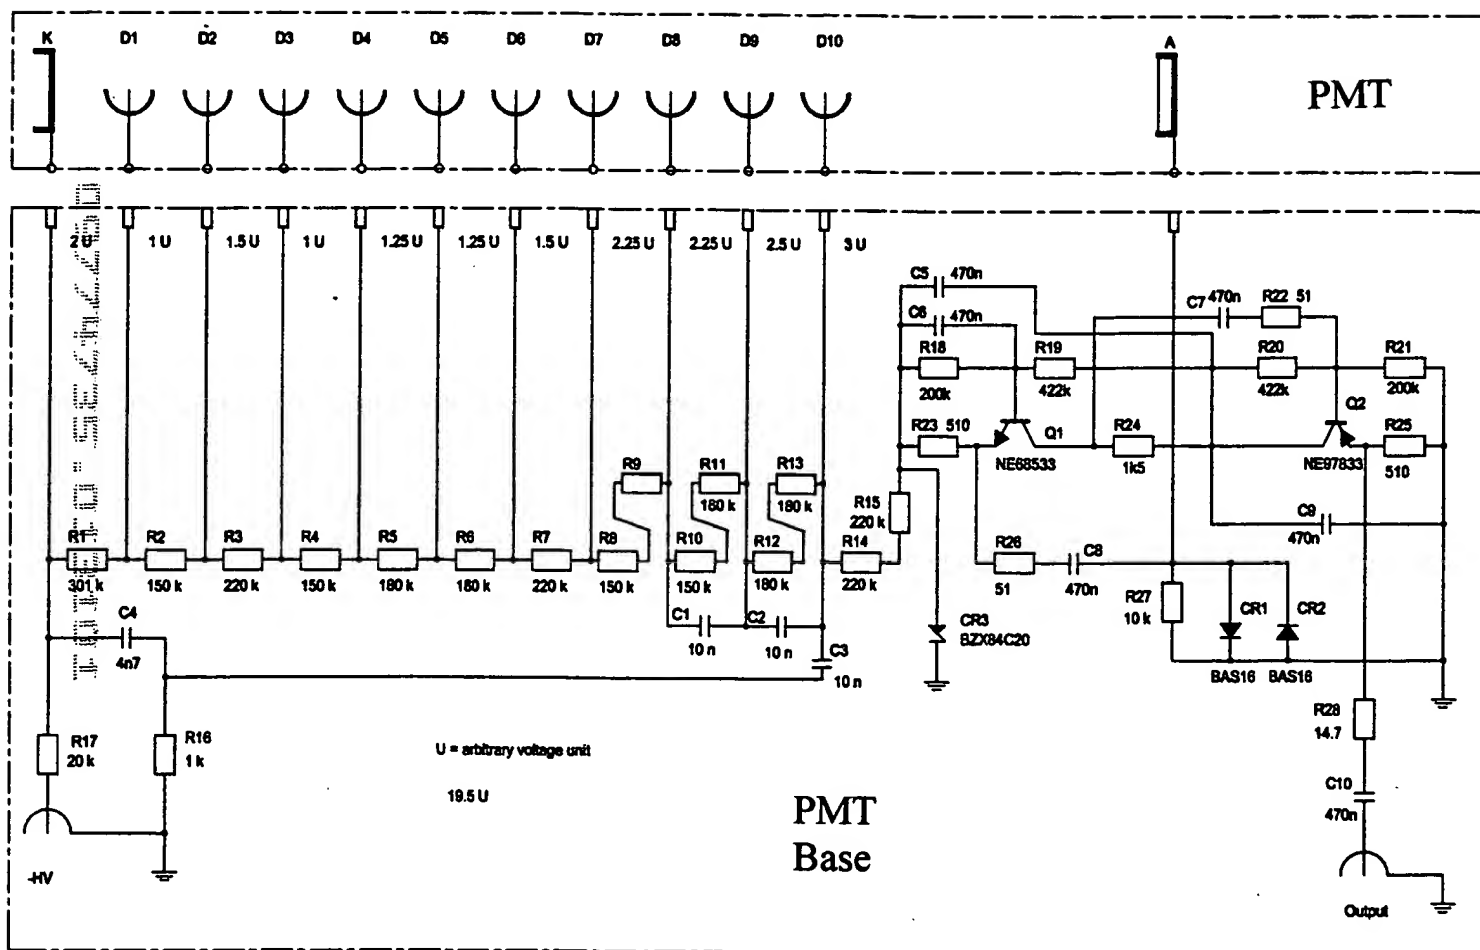 K D1 D2 D3 D4 D5 D6 D7 D8 D9 D10 A
PMT
2 U 1 U 1.5 U 1 U 1.25 U 1.25 U 1.5 U 2.25 U 2.25 U 2.5 U 3 U
C5 470n
C6 470n
C7 470n R22 51
R18 R19 R20 R21
200k 422k 422k 200k
Q2
R23 510 Q1 R24 R25
NE68533 1k5 NE97833 510
R9 R11 R13
180 k 180 k
R15
220 k
C9
470n
R1 R2 R3 R4 R5 R6 R7 R8 R10 R12 R14
301 k 150 k 220 k 150 k 180 k 180 k 220 k 150 k 150 k 180 k 220 k
R26 C8
51 470n
R27
10 k
CR1 CR2
BAS16 BAS16
C4
4n7
C1 C2
10 n 10 n
C3
10 n
CR3
BZX84C20
R17
20 k
R16
1 k
R28
14.7
U = arbitrary voltage unit
19.5 U
C10
470n
PMT
Base
-HV
Output